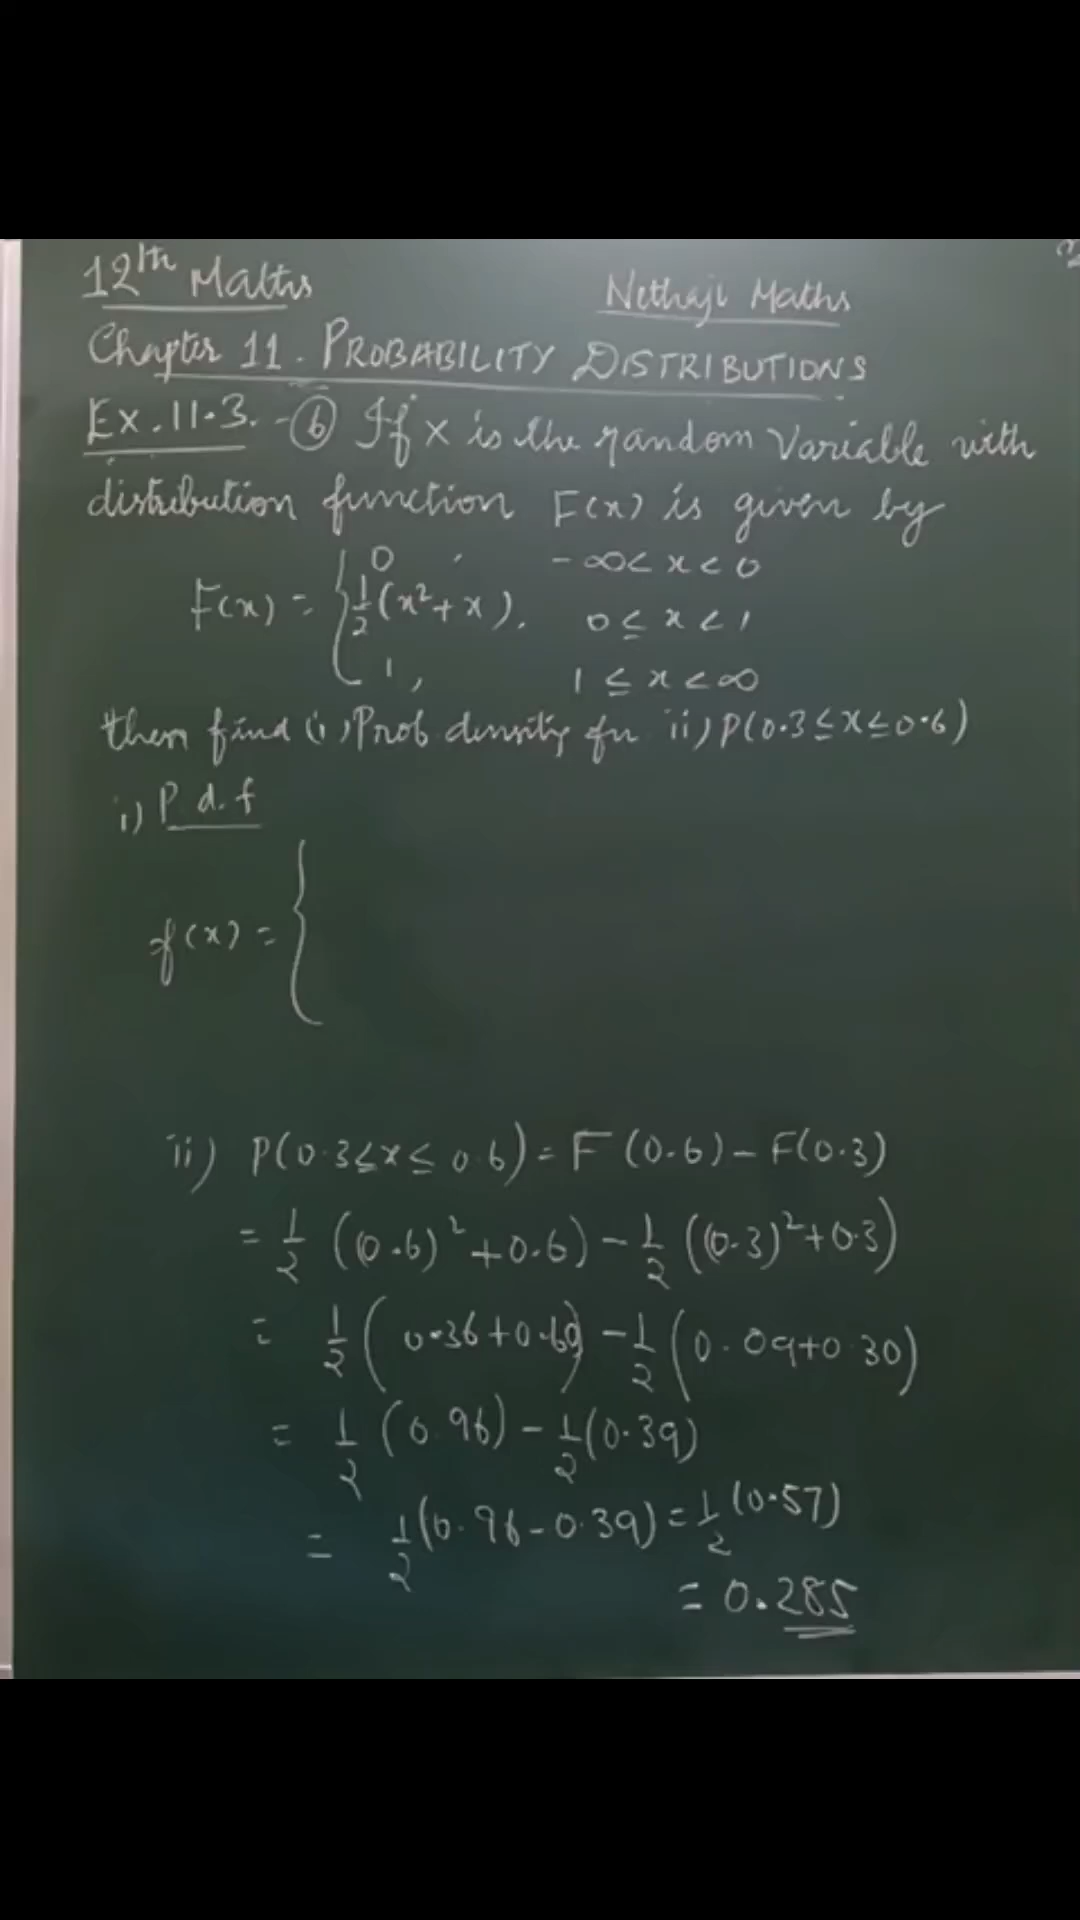 12th Maths
Nethaji Maths
Chapter 11. PROBABILITY DISTRIBUTIONS
Ex.11.3. - ⑥ If X is the random Variable with
distribution function F(x) is given by
F(x) = { 0, -∞< x < 0
½(x²+x), 0 ≤ x < 1
1, 1 ≤ x < ∞
then find (i) Prob density fn ii) P(0.3≤x≤0.6)
i) P.d.f
f(x) = {
ii) P(0.3≤x≤0.6) = F(0.6) - F(0.3)
= ½ ((0.6)²+0.6) - ½ ((0.3)²+0.3)
= ½ (0.36+0.60) - ½ (0.09+0.30)
= ½ (0.96) - ½ (0.39)
= ½ (0.96-0.39) = ½ (0.57)
= 0.285